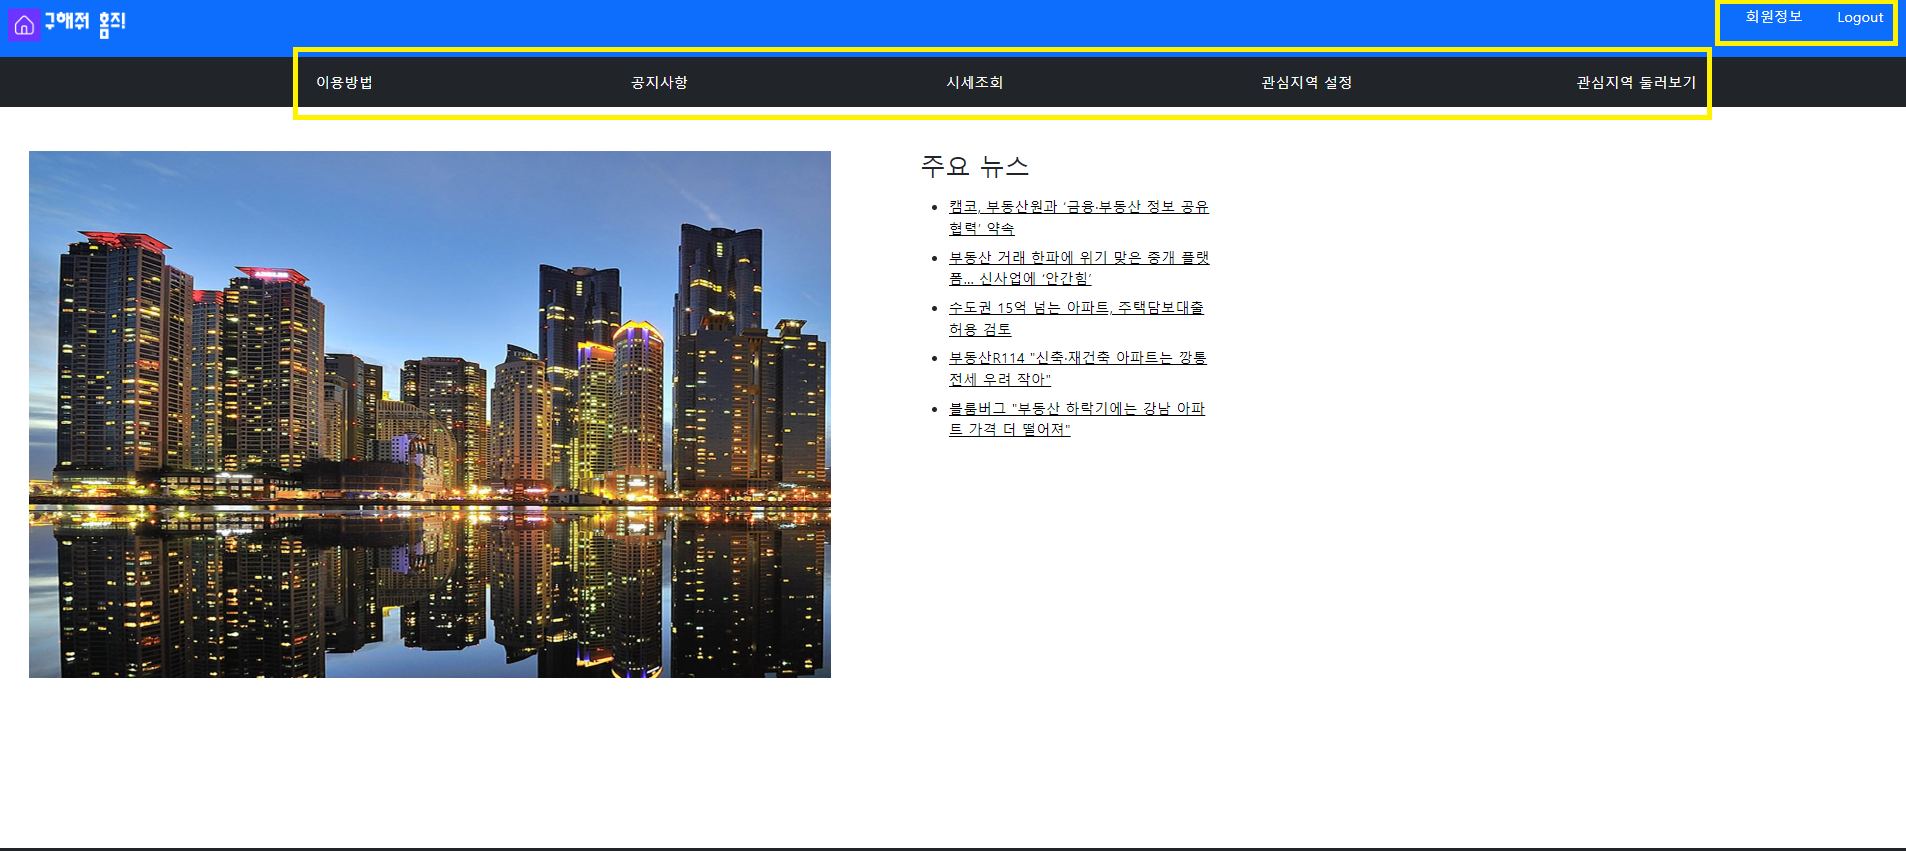 구해줘 홈즈!
회원정보 Logout
이용방법 공지사항 시세조회 관심지역 설정 관심지역 둘러보기
주요 뉴스
캠코, 부동산원과 '금융·부동산 정보 공유
협력' 약속
부동산 거래 한파에 위기 맞은 중개 플랫
폼... 신사업에 '안간힘'
수도권 15억 넘는 아파트, 주택담보대출
허용 검토
부동산R114 "신축·재건축 아파트는 깡통
전세 우려 작아"
블룸버그 "부동산 하락기에는 강남 아파
트 가격 더 떨어져"